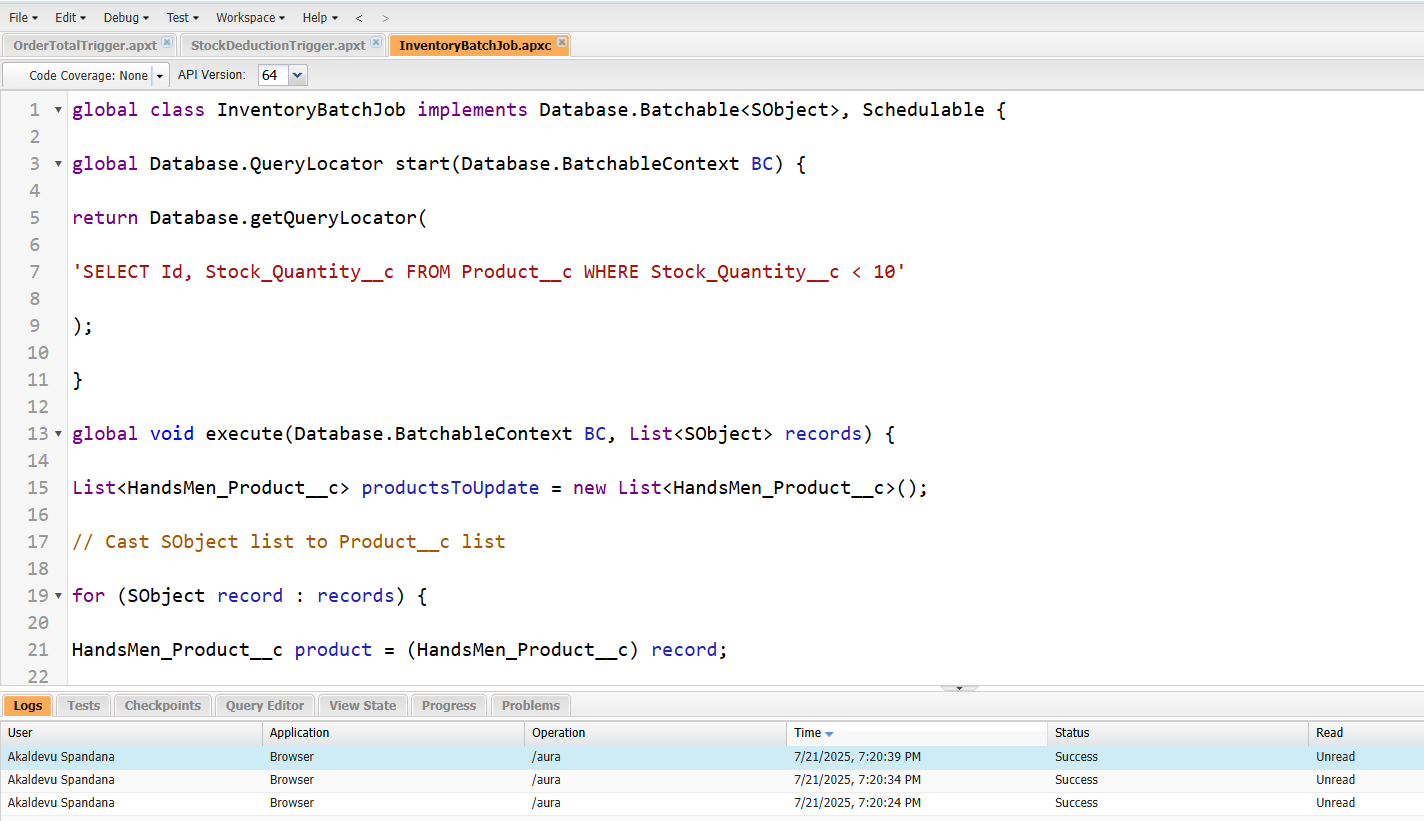 File Edit Debug Test Workspace Help < >
OrderTotalTrigger.apxt StockDeductionTrigger.apxt InventoryBatchJob.apxc
Code Coverage: None API Version: 64
1 global class InventoryBatchJob implements Database.Batchable<SObject>, Schedulable {
2
3 global Database.QueryLocator start(Database.BatchableContext BC) {
4
5 return Database.getQueryLocator(
6
7 'SELECT Id, Stock_Quantity__c FROM Product__c WHERE Stock_Quantity__c < 10'
8
9 );
10
11 }
12
13 global void execute(Database.BatchableContext BC, List<SObject> records) {
14
15 List<HandsMen_Product__c> productsToUpdate = new List<HandsMen_Product__c>();
16
17 // Cast SObject list to Product__c list
18
19 for (SObject record : records) {
20
21 HandsMen_Product__c product = (HandsMen_Product__c) record;
22
Logs Tests Checkpoints Query Editor View State Progress Problems
User Application Operation Time Status Read
Akaldevu Spandana Browser /aura 7/21/2025, 7:20:39 PM Success Unread
Akaldevu Spandana Browser /aura 7/21/2025, 7:20:34 PM Success Unread
Akaldevu Spandana Browser /aura 7/21/2025, 7:20:24 PM Success Unread